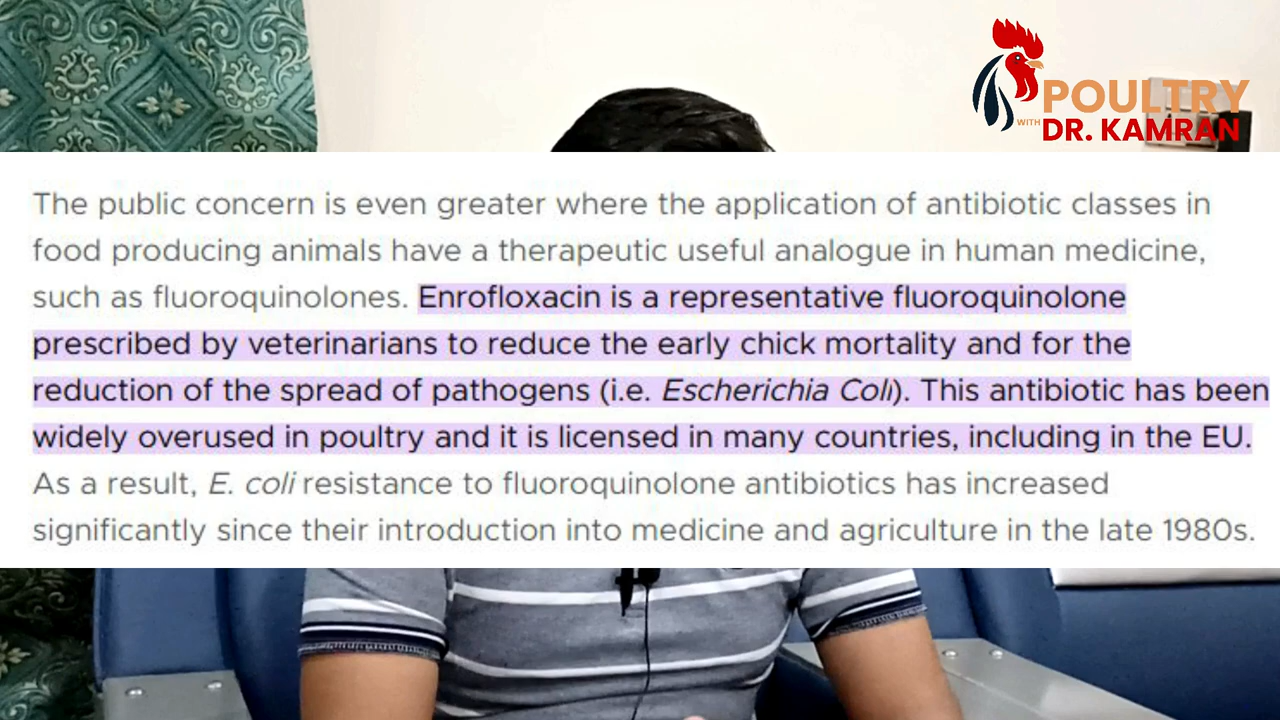 POULTRY
WITH DR. KAMRAN
The public concern is even greater where the application of antibiotic classes in
food producing animals have a therapeutic useful analogue in human medicine,
such as fluoroquinolones. Enrofloxacin is a representative fluoroquinolone
prescribed by veterinarians to reduce the early chick mortality and for the
reduction of the spread of pathogens (i.e. Escherichia Coli). This antibiotic has been
widely overused in poultry and it is licensed in many countries, including in the EU.
As a result, E. coli resistance to fluoroquinolone antibiotics has increased
significantly since their introduction into medicine and agriculture in the late 1980s.